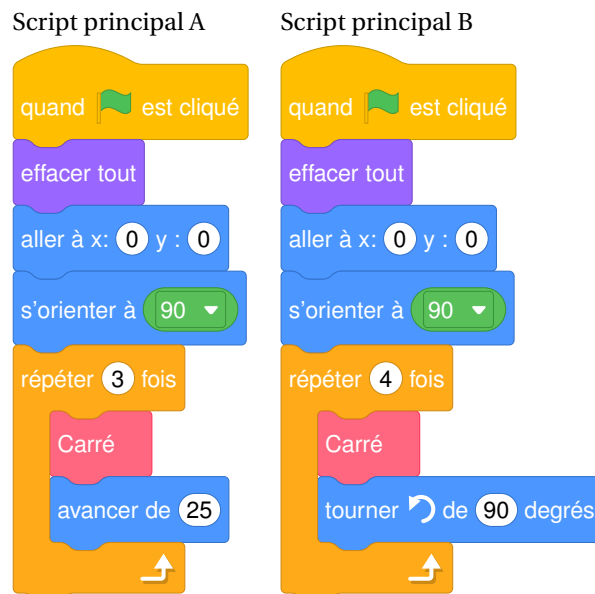 Script principal A
quand est cliqué
effacer tout
aller à x: 0 y : 0
s'orienter à 90
répéter 3 fois
Carré
avancer de 25
Script principal B
quand est cliqué
effacer tout
aller à x: 0 y : 0
s'orienter à 90
répéter 4 fois
Carré
tourner de 90 degrés